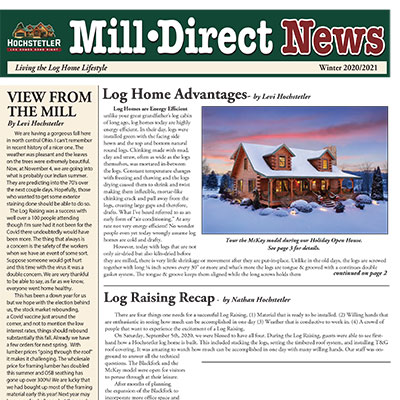 HOCHSTETLER
LOG HOMES DONE RIGHT
Mill•Direct News
Living the Log Home Lifestyle
Winter 2020/2021
VIEW FROM
THE MILL
By Levi Hochstetler
We are having a gorgeous fall here
in north central Ohio. I can't remember
in recent history of a nicer one. The
weather was pleasant and the leaves
on the trees were extremely beautiful.
Now, at November 4, we are going into
what is probably our Indian summer.
They are predicting into the 70's over
the next couple days. Hopefully, those
who wanted to get some exterior
staining done should be able to do so.
The Log Raising was a success with
well over a 100 people attending
though I'm sure had it not been for the
Covid there undoubtedly would have
been more. The thing that always is
a concern is the safety of the workers
when we have an event of some sort.
Suppose someone would get hurt
and this time with the virus it was a
double concern. We are very thankful
to be able to say, as far as we know,
everyone went home healthy.
This has been a down year for us
but we hope with the election behind
us, the stock market rebounding,
a Covid vaccine just around the
corner, and not to mention the low
interest rates, things should rebound
substantially this fall. Already we have
a few orders for next spring. With
lumber prices "going through the roof"
it makes it challenging. The wholesale
price for framing lumber has doubled
this summer and OSB sheathing has
gone up over 100%! We are lucky that
we had bought up most of the framing
material early this year! Next year may
Log Home Advantages- by Levi Hochstetler
Log Homes are Energy Efficient
unlike your great grandfather's log cabin
of long ago, log homes today are highly
energy efficient. In their day, logs were
installed green with the facing side
hewn and the top and bottom natural
round logs. Chinking made with mud,
clay and straw, often as wide as the logs
themselves, was mortared in-between
the logs. Constant temperature changes
with freezing and thawing and the logs
drying caused them to shrink and twist
making them inflexible, mortar-like
chinking crack and pull away from the
logs, creating large gaps and therefore,
drafts. What I've heard referred to as an
early form of "air conditioning." At any
rate not very energy efficient! No wonder
people even yet today wrongly assume log
homes are cold and drafty.
However, today with logs that are not
only air-dried but also kiln-dried before
they are milled, there is very little shrinkage or movement after they are put in-place. Unlike in the old days, the logs are screwed
together with long ¼ inch screws every 30" or more and what's more the logs are tongue & grooved with a continuous double
gasket system. The tongue & groove keeps them aligned while the long screws holds them
continued on page 2
Tour the McKay model during our Holiday Open House.
See page 3 for details.
Log Raising Recap - by Nathan Hochstetler
There are four things one needs for a successful Log Raising. (1) Material that is ready to be installed. (2) Willing hands that
are enthusiastic in seeing how much can be accomplished in one day (3) Weather that is conducive to work in. (4) A crowd of
people that want to experience the excitement of a Log Raising.
On Saturday, September 5th, 2020, we were blessed to have all four. During the Log Raising, guests were able to see first-
hand how a Hochstetler log home is built. This included stacking the logs, setting the timbered roof system, and installing T&G
roof covering. It was amazing to watch how much can be accomplished in one day with many willing hands. Our staff was on-
ground to answer all the technical
questions. The Blackfork and the
McKay model were open for visitors
to peruse through at their leisure.
After months of planning,
the expansion of the Blackfork to
incorporate more office space and